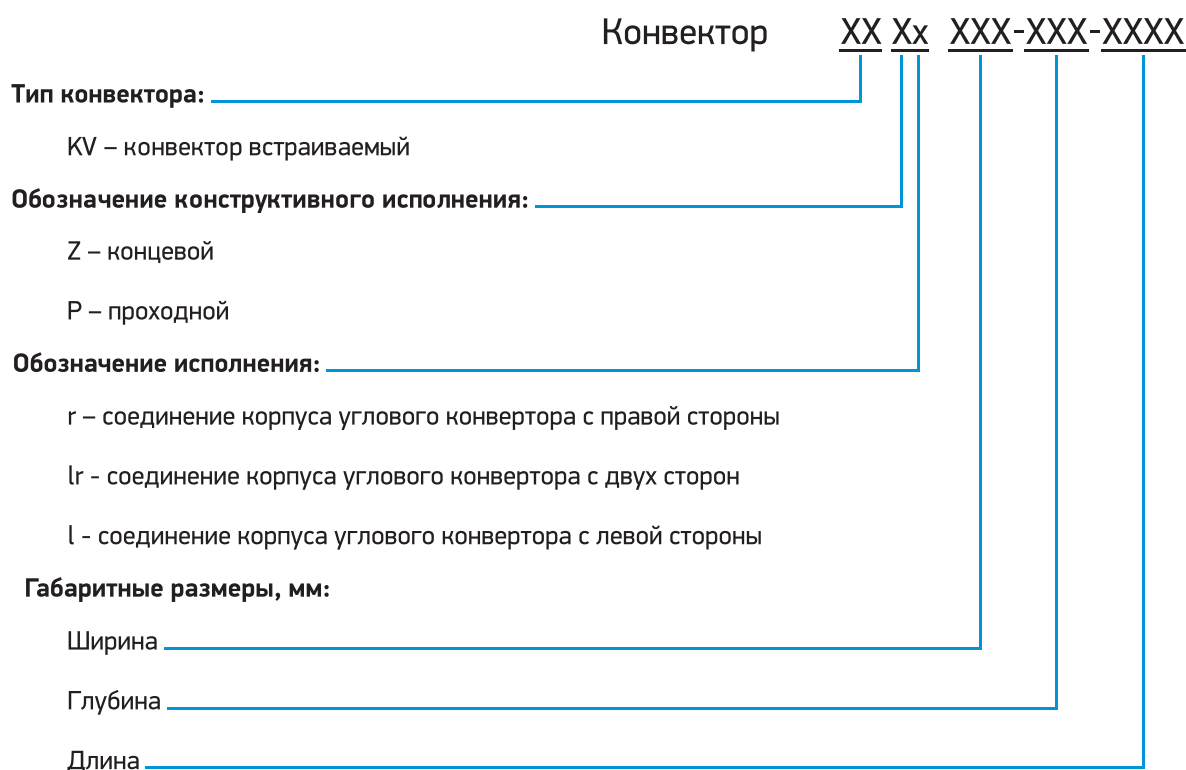 Конвектор XX Xx XXX-XXX-XXXX
Тип конвектора:
KV – конвектор встраиваемый
Обозначение конструктивного исполнения:
Z – концевой
P – проходной
Обозначение исполнения:
r – соединение корпуса углового конвертора с правой стороны
lr - соединение корпуса углового конвертора с двух сторон
l - соединение корпуса углового конвертора с левой стороны
Габаритные размеры, мм:
Ширина
Глубина
Длина